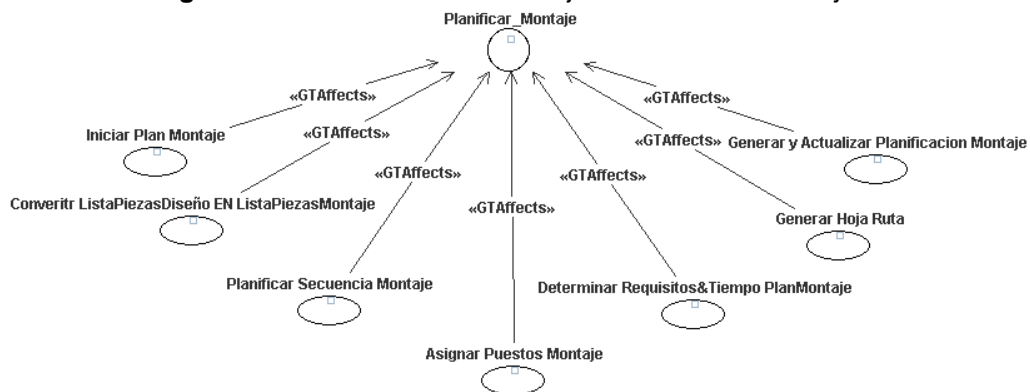 Planificar_Montaje
«GTAffects»
«GTAffects»
Iniciar Plan Montaje
«GTAffects»
«GTAffects»
Generar y Actualizar Planificacion Montaje
«GTAffects»
«GTAffects»
Converitr ListaPiezasDiseño EN ListaPiezasMontaje
«GTAffects»
Generar Hoja Ruta
Planificar Secuencia Montaje
Determinar Requisitos&Tiempo PlanMontaje
Asignar Puestos Montaje